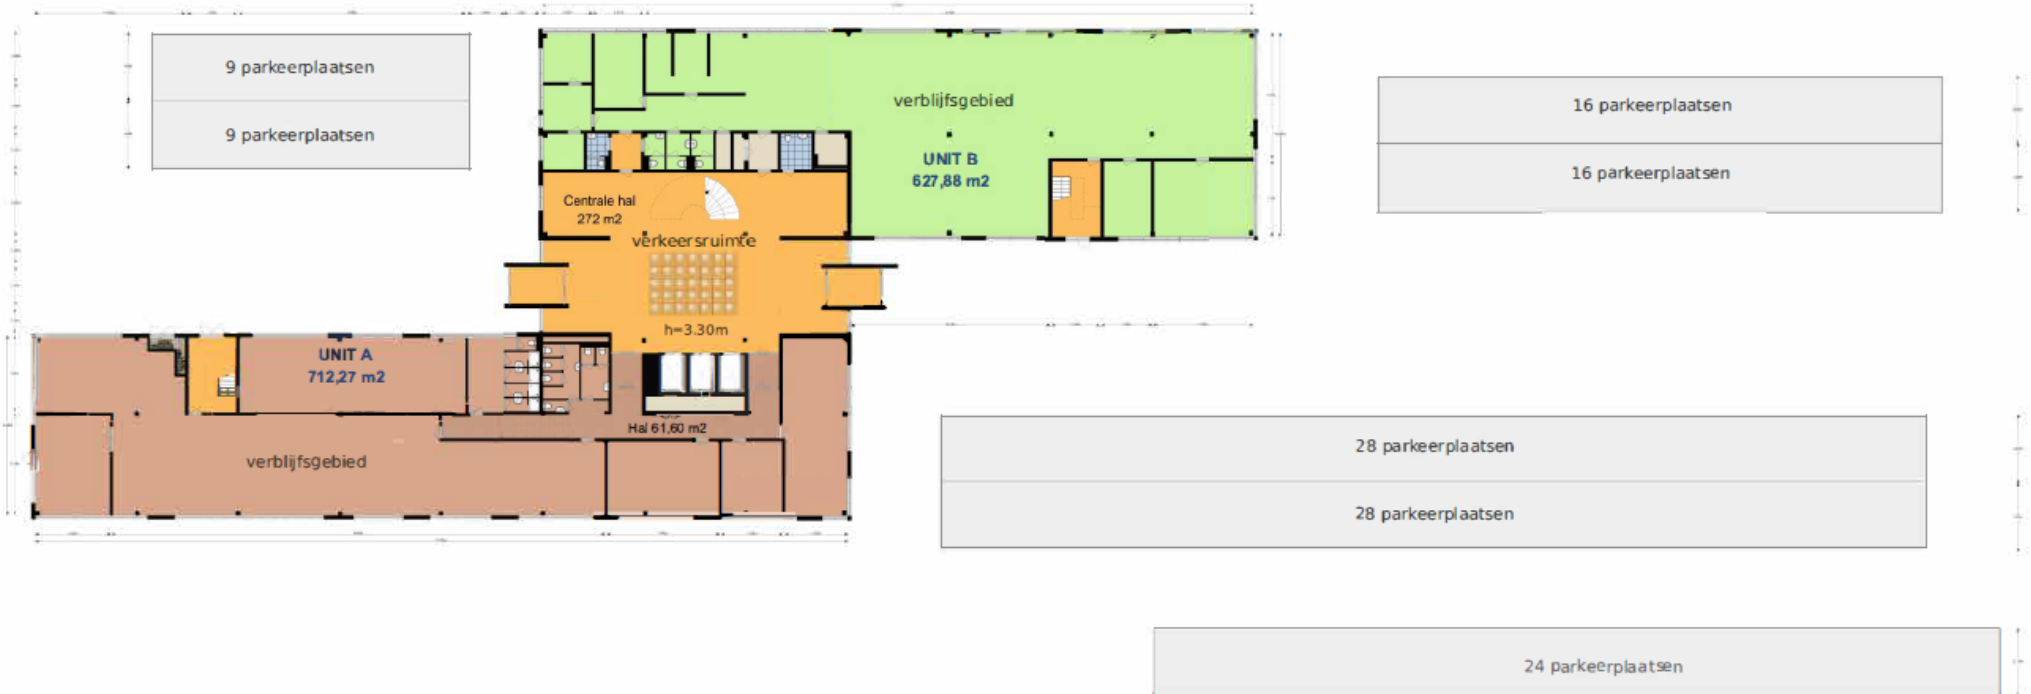 9 parkeerplaatsen
9 parkeerplaatsen
verblijfsgebied
UNIT B
627,88 m2
16 parkeerplaatsen
16 parkeerplaatsen
Centrale hal
272 m2
verkeersruimte
h=3.30m
UNIT A
712,27 m2
Hal 61,60 m2
verblijfsgebied
28 parkeerplaatsen
28 parkeerplaatsen
24 parkeerplaatsen